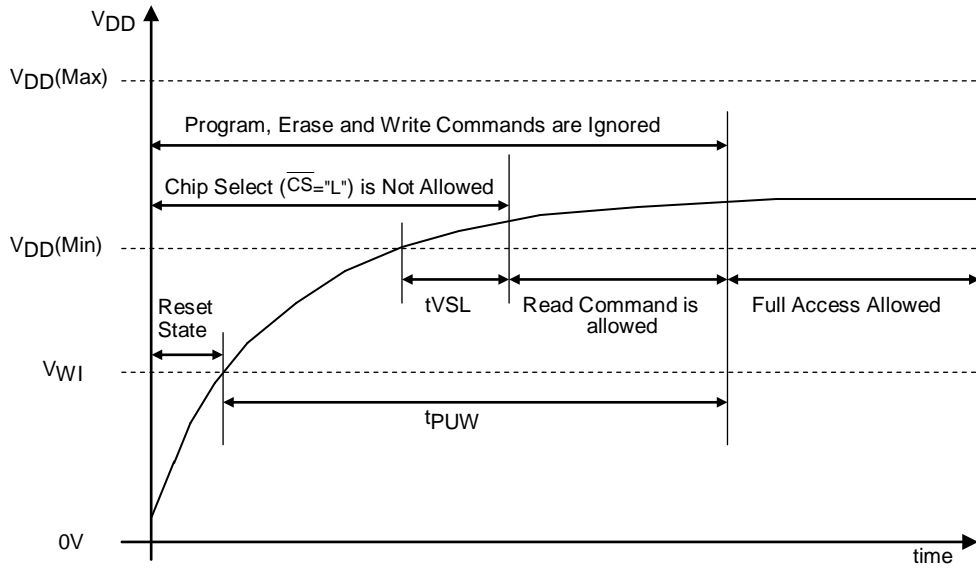 VDD
VDD(Max)
Program, Erase and Write Commands are Ignored
Chip Select (C̅S̅="L") is Not Allowed
VDD(Min)
tVSL
Read Command is
allowed
Full Access Allowed
Reset
State
VWI
tPUW
0V
time